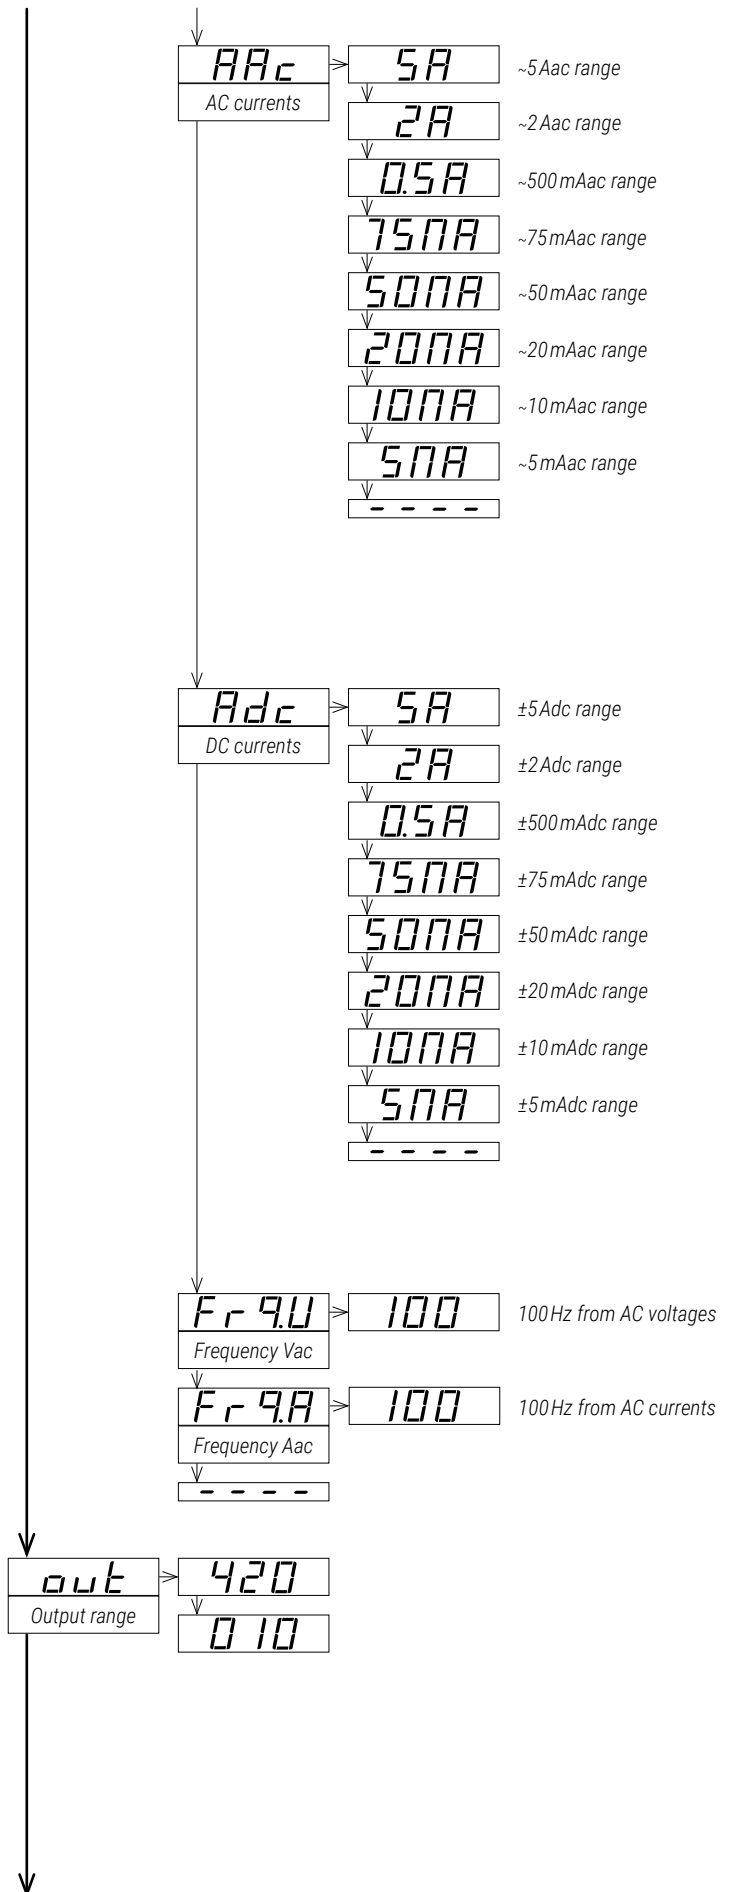 AAc 5A ~5 Aac range
AC currents
2A ~2 Aac range
0.5A ~500 mAac range
75mA ~75 mAac range
50mA ~50 mAac range
20mA ~20 mAac range
10mA ~10 mAac range
5mA ~5 mAac range
- - - -
Adc 5A ±5 Adc range
DC currents
2A ±2 Adc range
0.5A ±500 mAdc range
75mA ±75 mAdc range
50mA ±50 mAdc range
20mA ±20 mAdc range
10mA ±10 mAdc range
5mA ±5 mAdc range
- - - -
Frq.U 100 100 Hz from AC voltages
Frequency Vac
Frq.A 100 100 Hz from AC currents
Frequency Aac
- - - -
out 420
Output range
010